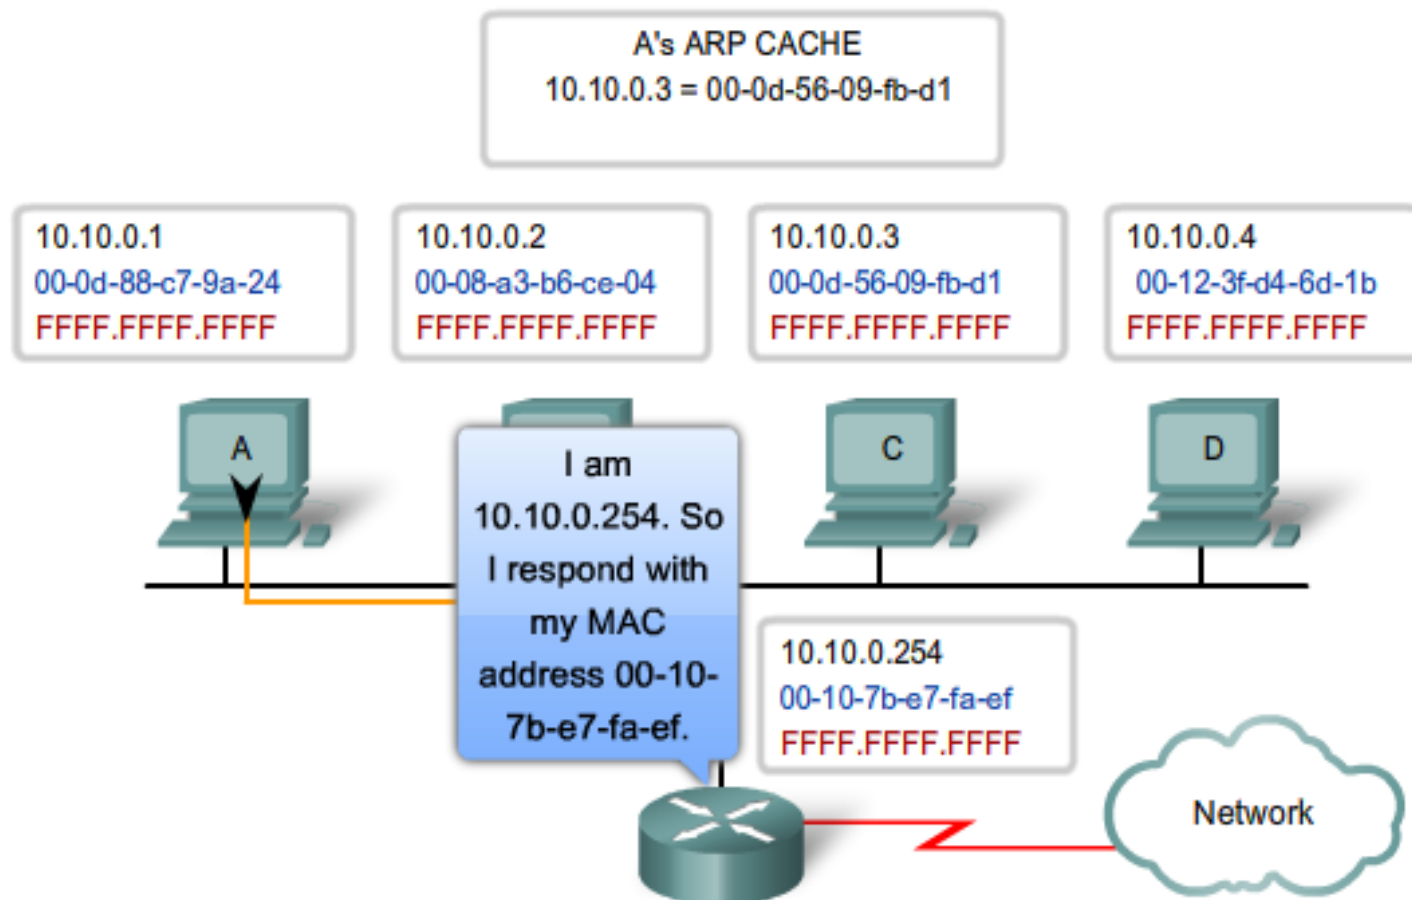 A's ARP CACHE
10.10.0.3 = 00-0d-56-09-fb-d1
10.10.0.1
00-0d-88-c7-9a-24
FFFF.FFFF.FFFF
10.10.0.2
00-08-a3-b6-ce-04
FFFF.FFFF.FFFF
10.10.0.3
00-0d-56-09-fb-d1
FFFF.FFFF.FFFF
10.10.0.4
00-12-3f-d4-6d-1b
FFFF.FFFF.FFFF
A
C
D
I am
10.10.0.254. So
I respond with
my MAC
address 00-10-
7b-e7-fa-ef.
10.10.0.254
00-10-7b-e7-fa-ef
FFFF.FFFF.FFFF
Network